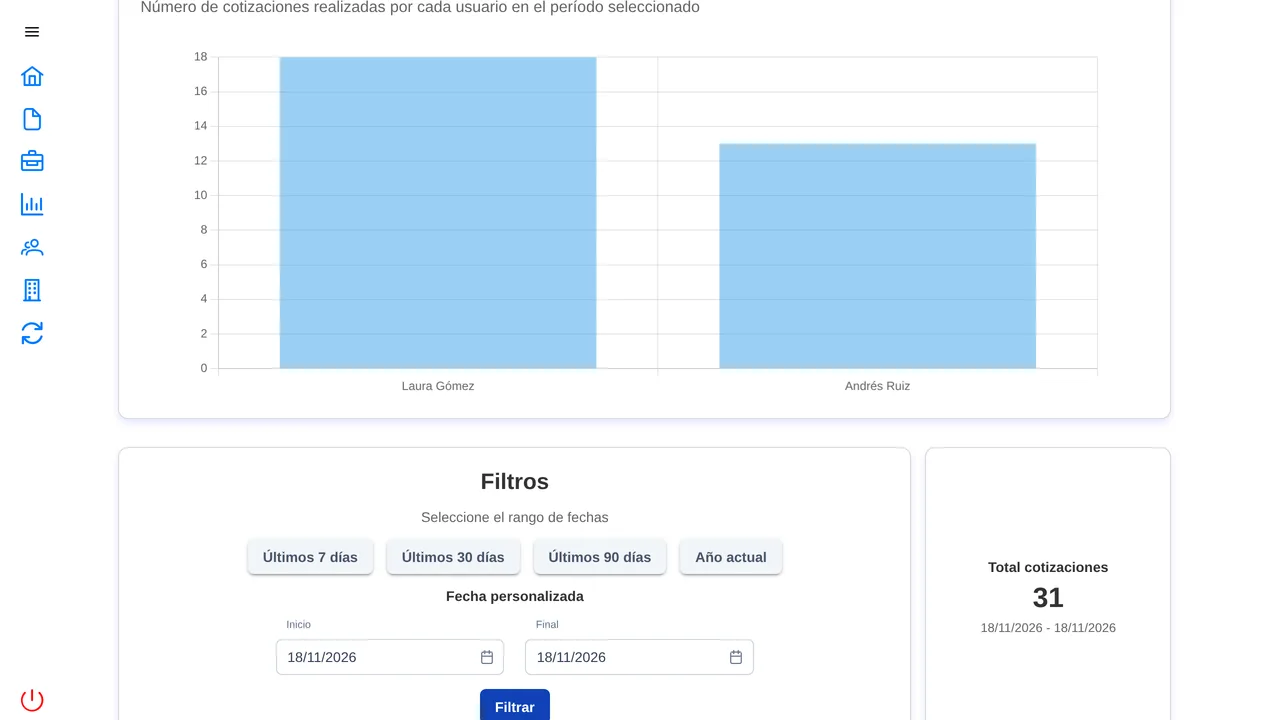 Número de cotizaciones realizadas por cada usuario en el período seleccionado
18
16
14
12
10
8
6
4
2
0
Laura Gómez
Andrés Ruiz
Filtros
Seleccione el rango de fechas
Últimos 7 días
Últimos 30 días
Últimos 90 días
Año actual
Fecha personalizada
Inicio
Final
18/11/2026
18/11/2026
Filtrar
Total cotizaciones
31
18/11/2026 - 18/11/2026